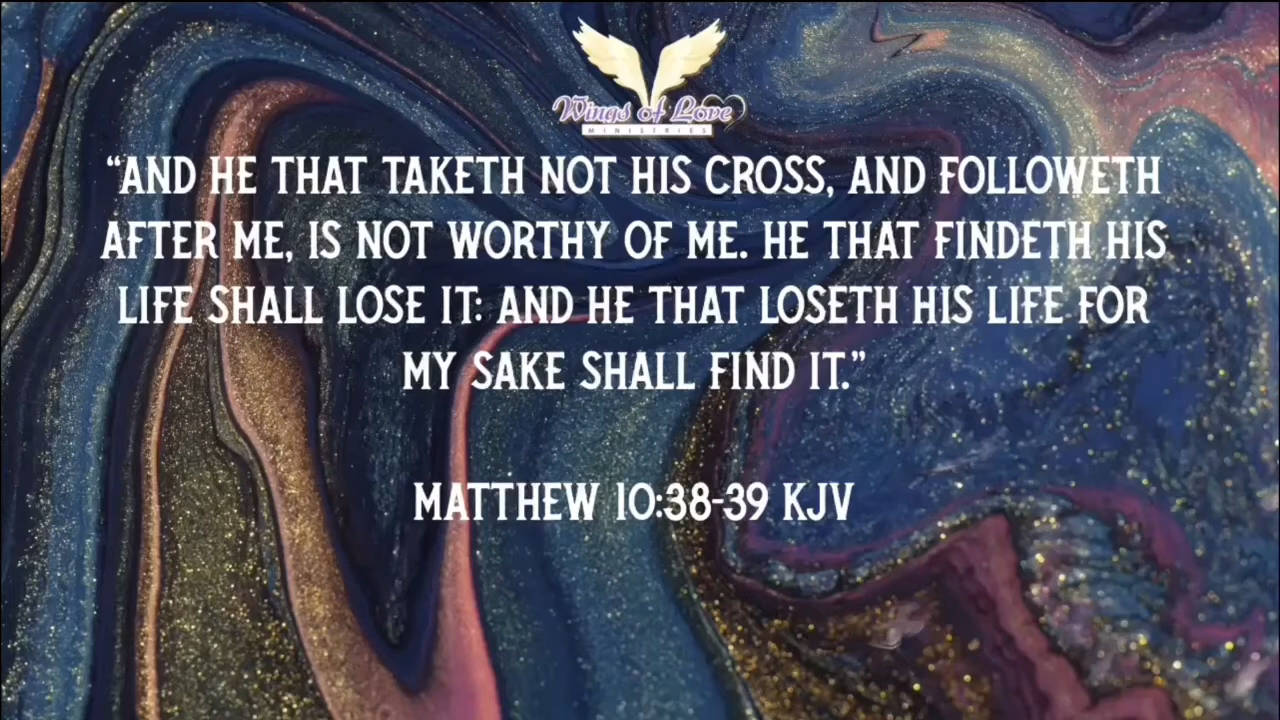 Wings of Love
MINISTRIES
“AND HE THAT TAKETH NOT HIS CROSS, AND FOLLOWETH
AFTER ME, IS NOT WORTHY OF ME. HE THAT FINDETH HIS
LIFE SHALL LOSE IT: AND HE THAT LOSETH HIS LIFE FOR
MY SAKE SHALL FIND IT.”
MATTHEW 10:38-39 KJV